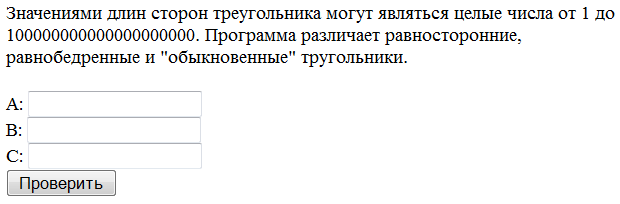 Значениями длин сторон треугольника могут являться целые числа от 1 до
100000000000000000000. Программа различает равносторонние,
равнобедренные и "обыкновенные" тругольники.
A:
B:
C:
Проверить